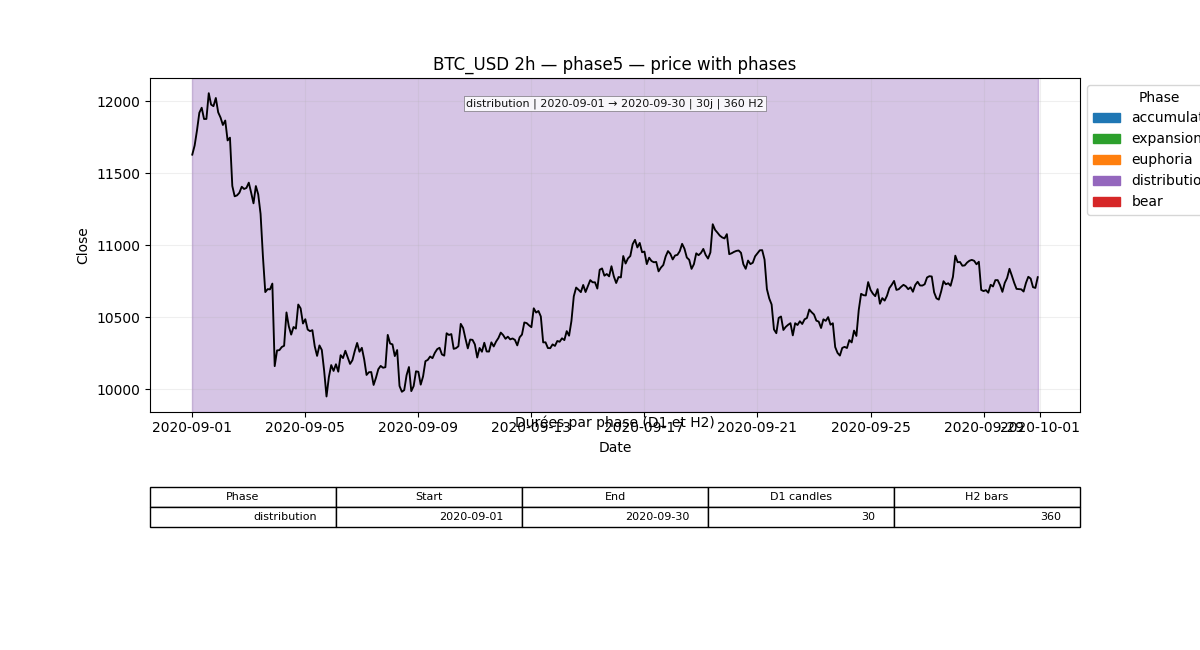 BTC_USD 2h — phase5 — price with phases
distribution | 2020-09-01 → 2020-09-30 | 30j | 360 H2
Phase
accumulat
expansion
euphoria
distributio
bear
Close
12000
11500
11000
10500
10000
2020-09-01 2020-09-05 2020-09-09 2020-09-13 2020-09-17 2020-09-21 2020-09-25 2020-09-29 2020-10-01
Durées par phase (D1 et H2)
Date
Phase Start End D1 candles H2 bars
distribution 2020-09-01 2020-09-30 30 360